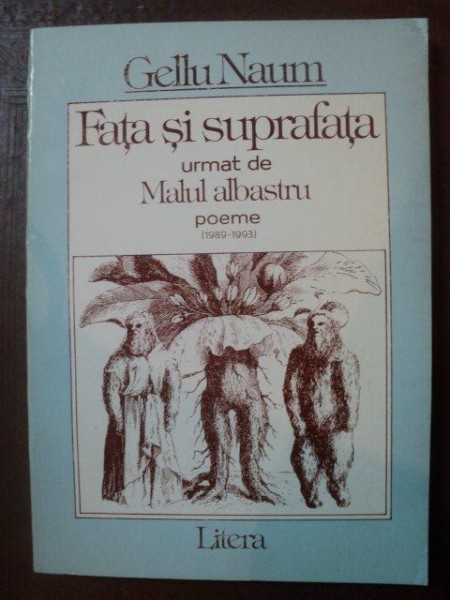 Gellu Naum
Fața și suprafața
urmat de
Malul albastru
poeme
(1989-1993)
Litera